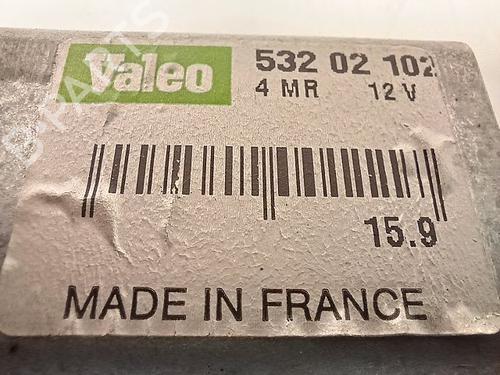 Valeo
532 02 102
4 MR 12 V
15.9
MADE IN FRANCE